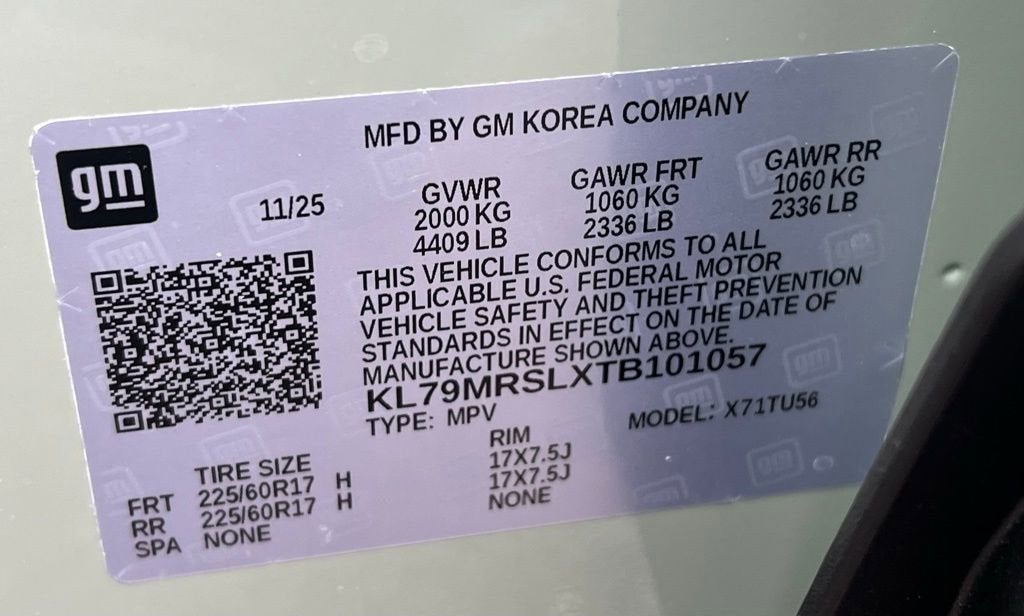 MFD BY GM KOREA COMPANY
gm
11/25
GVWR GAWR FRT GAWR RR
2000 KG 1060 KG 1060 KG
4409 LB 2336 LB 2336 LB
THIS VEHICLE CONFORMS TO ALL
APPLICABLE U.S. FEDERAL MOTOR
VEHICLE SAFETY AND THEFT PREVENTION
STANDARDS IN EFFECT ON THE DATE OF
MANUFACTURE SHOWN ABOVE.
KL79MRSLXTB101057
TYPE: MPV MODEL: X71TU56
TIRE SIZE RIM
FRT 225/60R17 H 17X7.5J
RR 225/60R17 H 17X7.5J
SPA NONE NONE